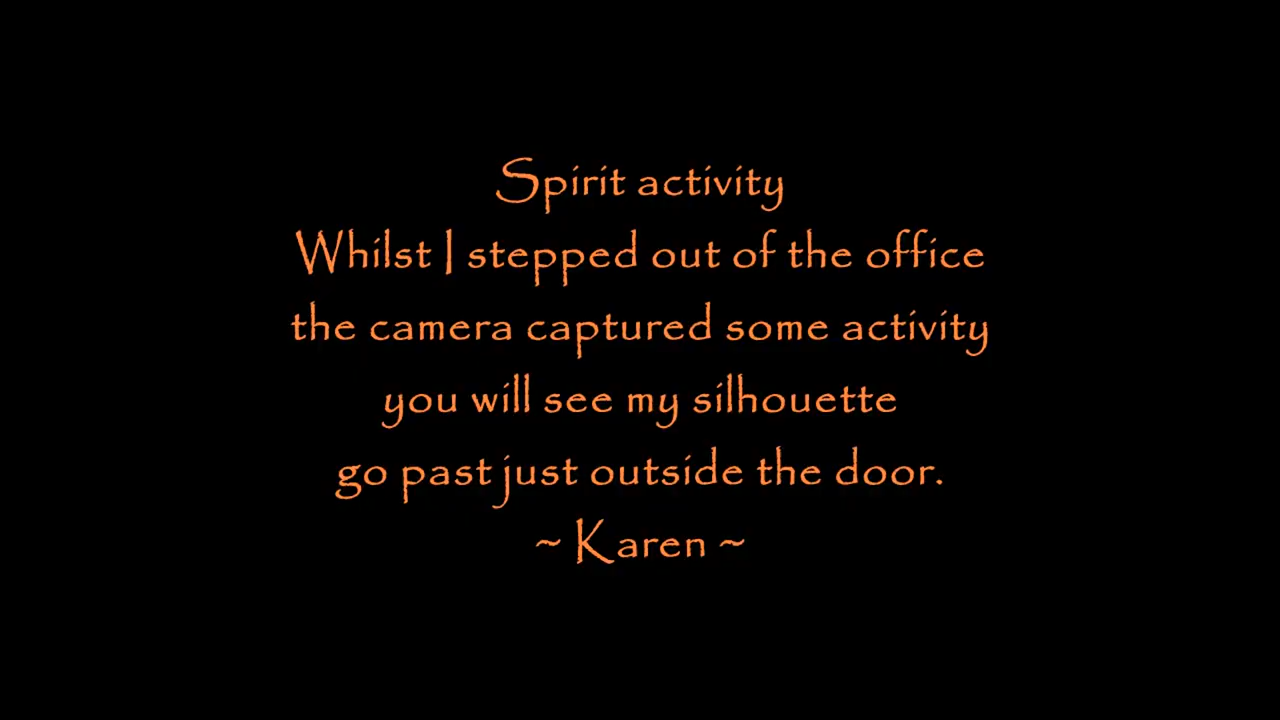 Spirit activity
Whilst I stepped out of the office
the camera captured some activity
you will see my silhouette
go past just outside the door.
~ Karen ~